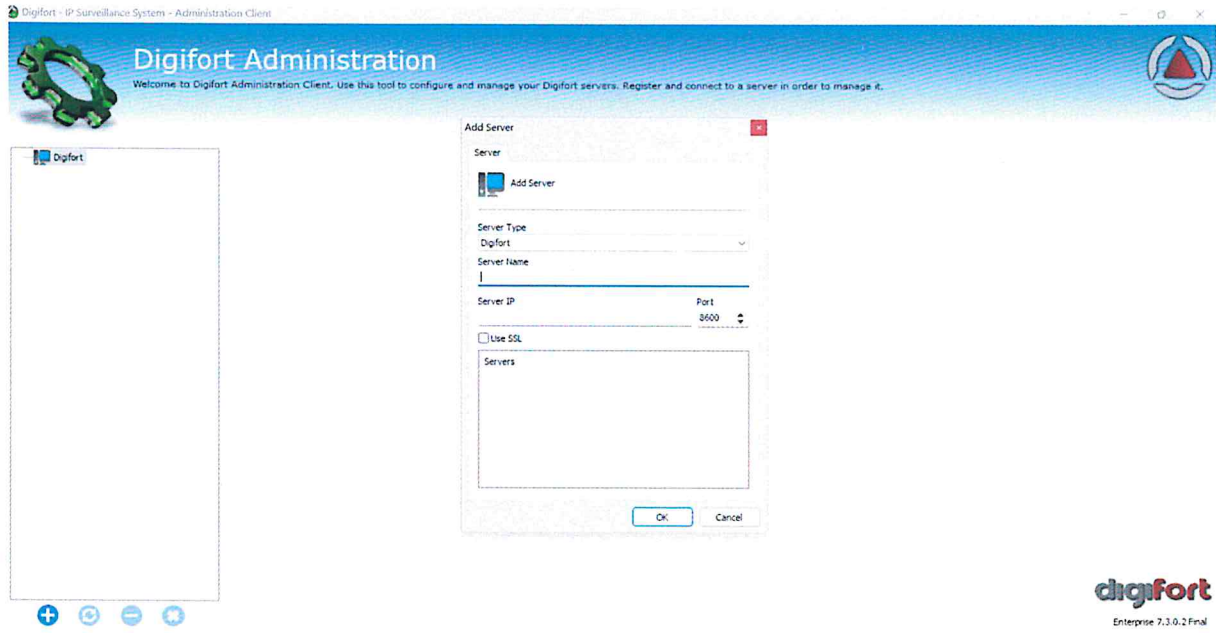 Digifort - IP Surveillance System - Administration Client
Digifort Administration
Welcome to Digifort Administration Client. Use this tool to configure and manage your Digifort servers. Register and connect to a server in order to manage it.
Digifort
Add Server
Server
Add Server
Server Type
Digifort
Server Name
Server IP
Port
8600
Use SSL
Servers
OK
Cancel
digifort
Enterprise 7.3.0.2 Final